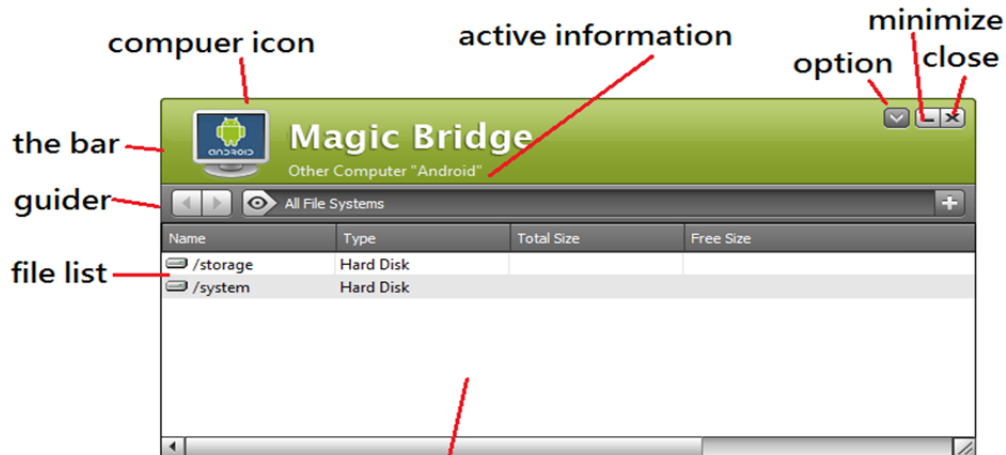 minimize
compuer icon
active information
option
close
the bar
android
Magic Bridge
Other Computer "Android"
guider
All File Systems
Name Type Total Size Free Size
file list
/storage Hard Disk
/system Hard Disk